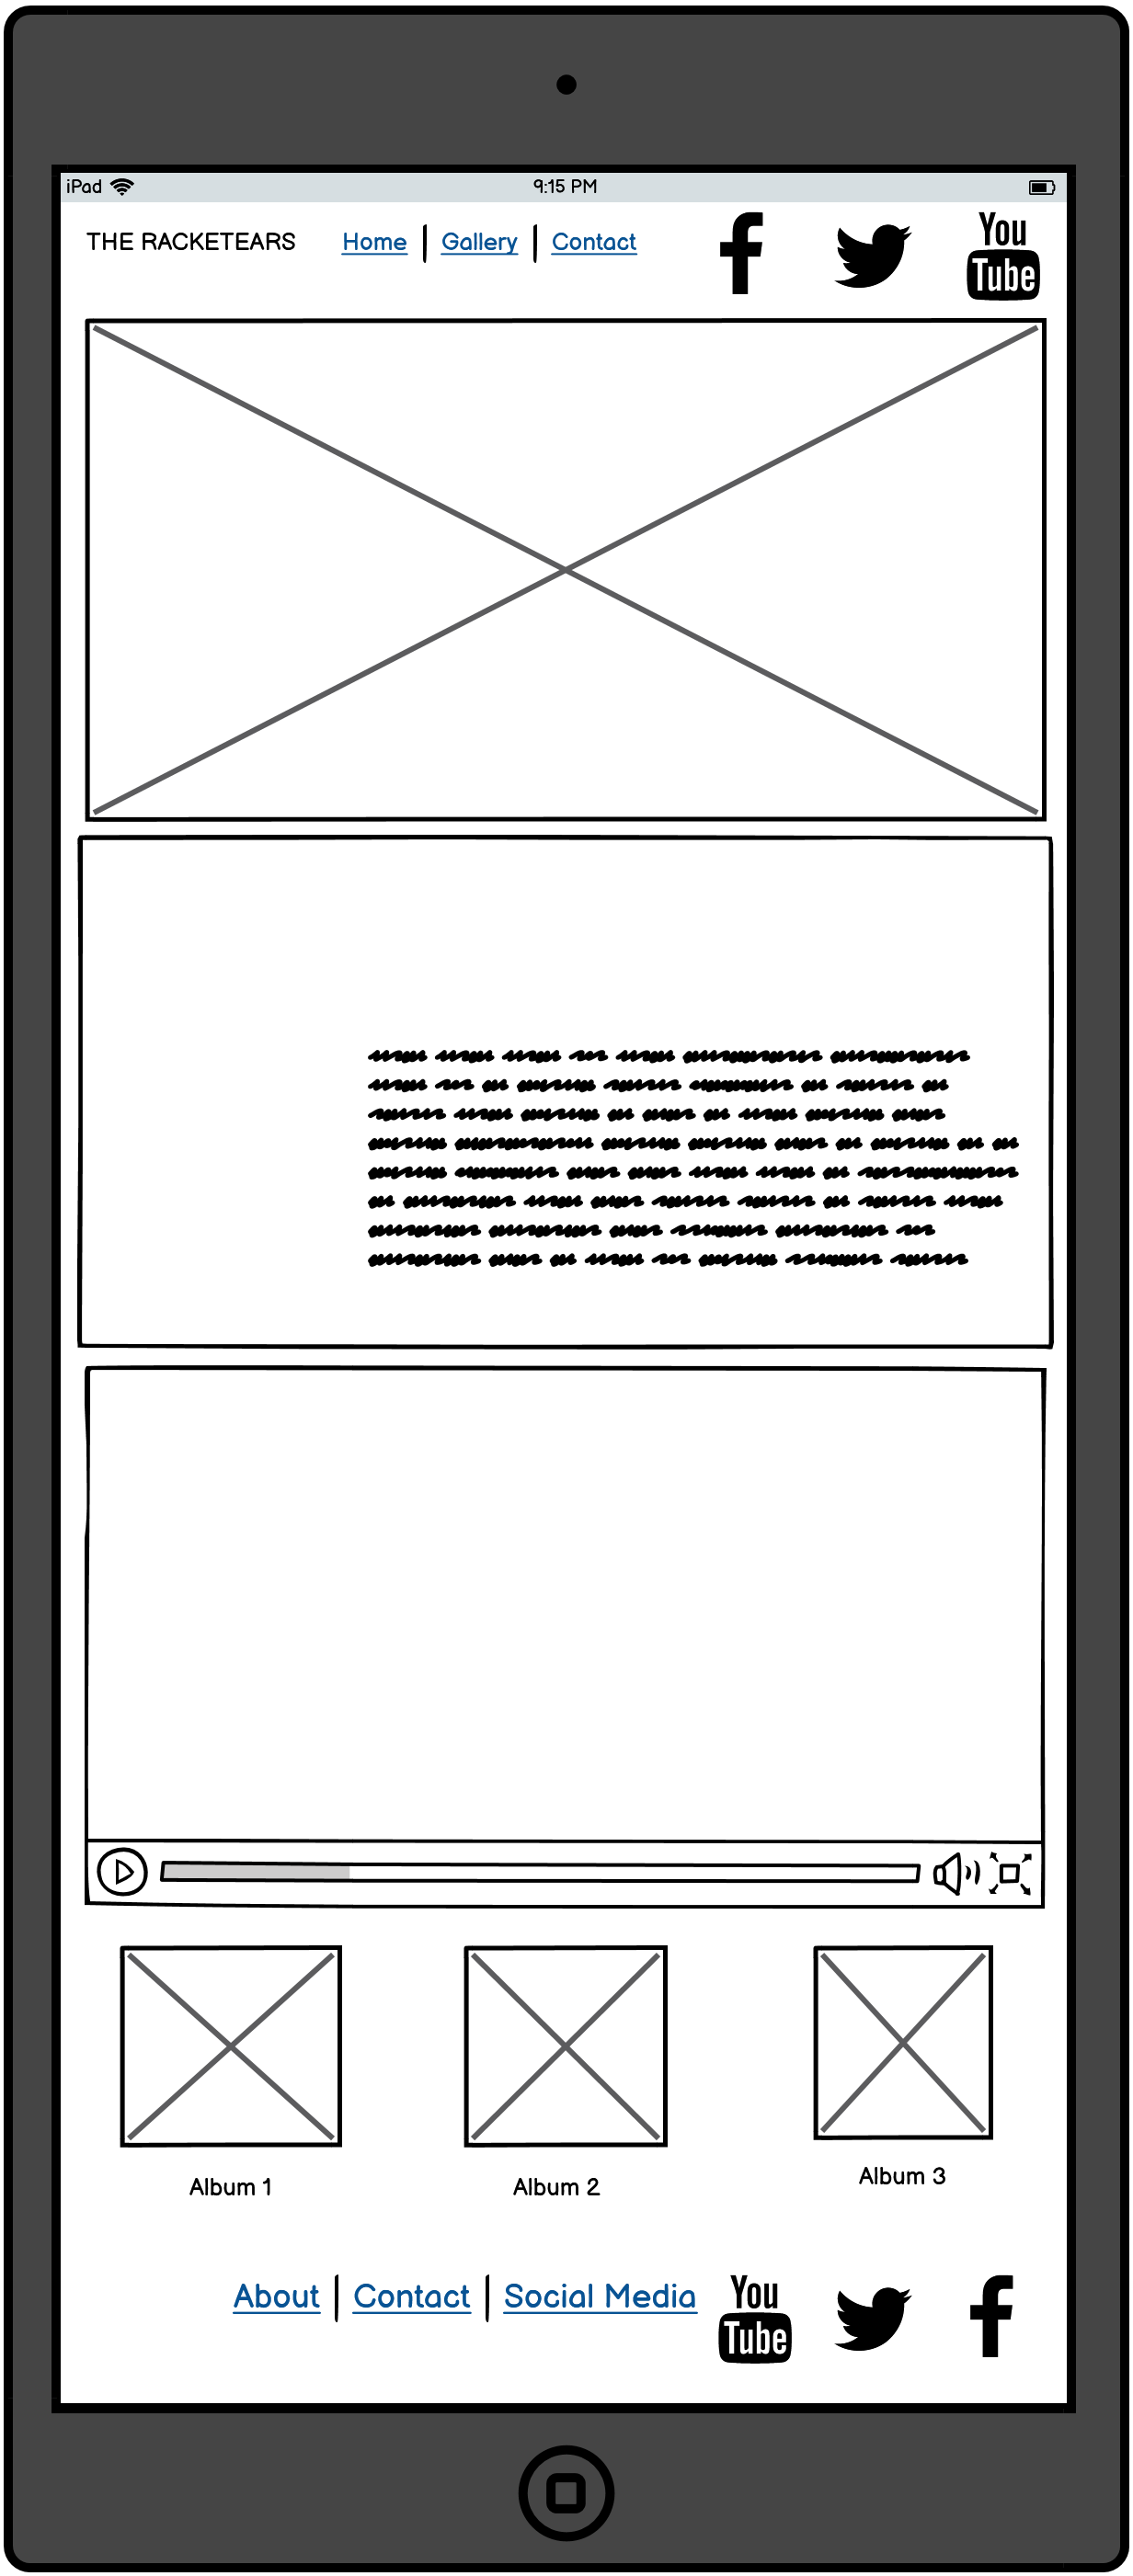 iPad 9:15 PM
THE RACKETEARS Home Gallery Contact You Tube
Album 1 Album 2 Album 3
About Contact Social Media You Tube